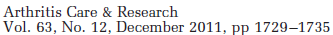 Arthritis Care & Research
Vol. 63, No. 12, December 2011, pp 1729–1735